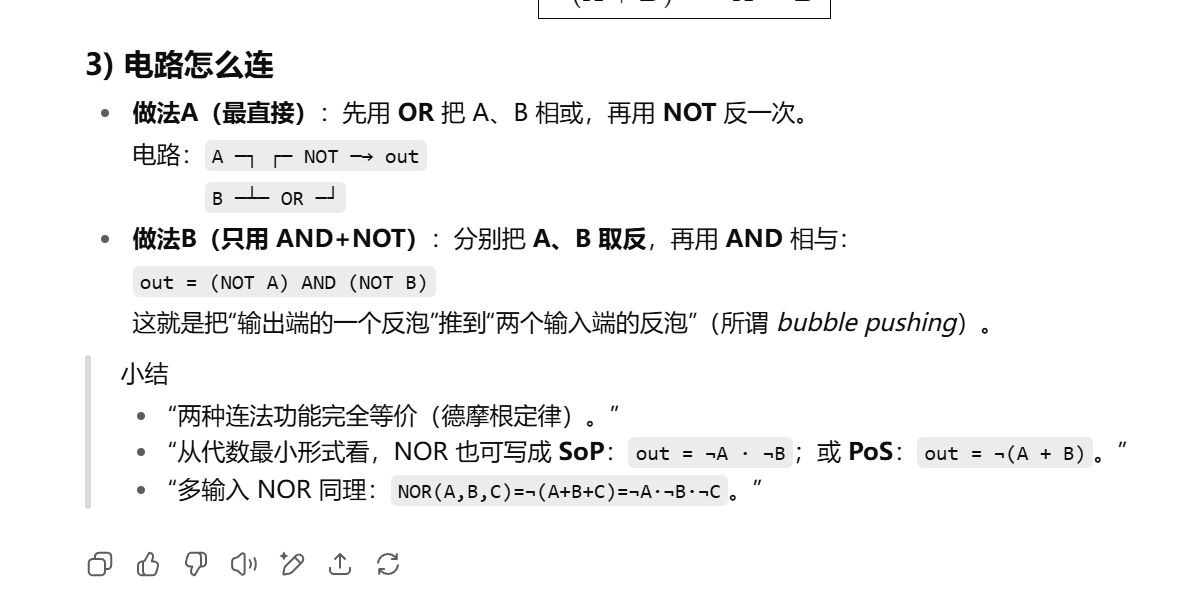 3) 电路怎么连
• 做法A（最直接）：先用 OR 把 A、B 相或，再用 NOT 反一次。
电路：A ─┐ ┌─ NOT ─→ out
B ─┴─ OR ─┘
• 做法B（只用 AND+NOT）：分别把 A、B 取反，再用 AND 相与：
out = (NOT A) AND (NOT B)
这就是把“输出端的一个反泡”推到“两个输入端的反泡”（所谓 bubble pushing）。
小结
• “两种连法功能完全等价（德摩根定律）。”
• “从代数最小形式看，NOR 也可写成 SoP：out = ¬A · ¬B；或 PoS：out = ¬(A + B)。”
• “多输入 NOR 同理：NOR(A,B,C)=¬(A+B+C)=¬A·¬B·¬C。”